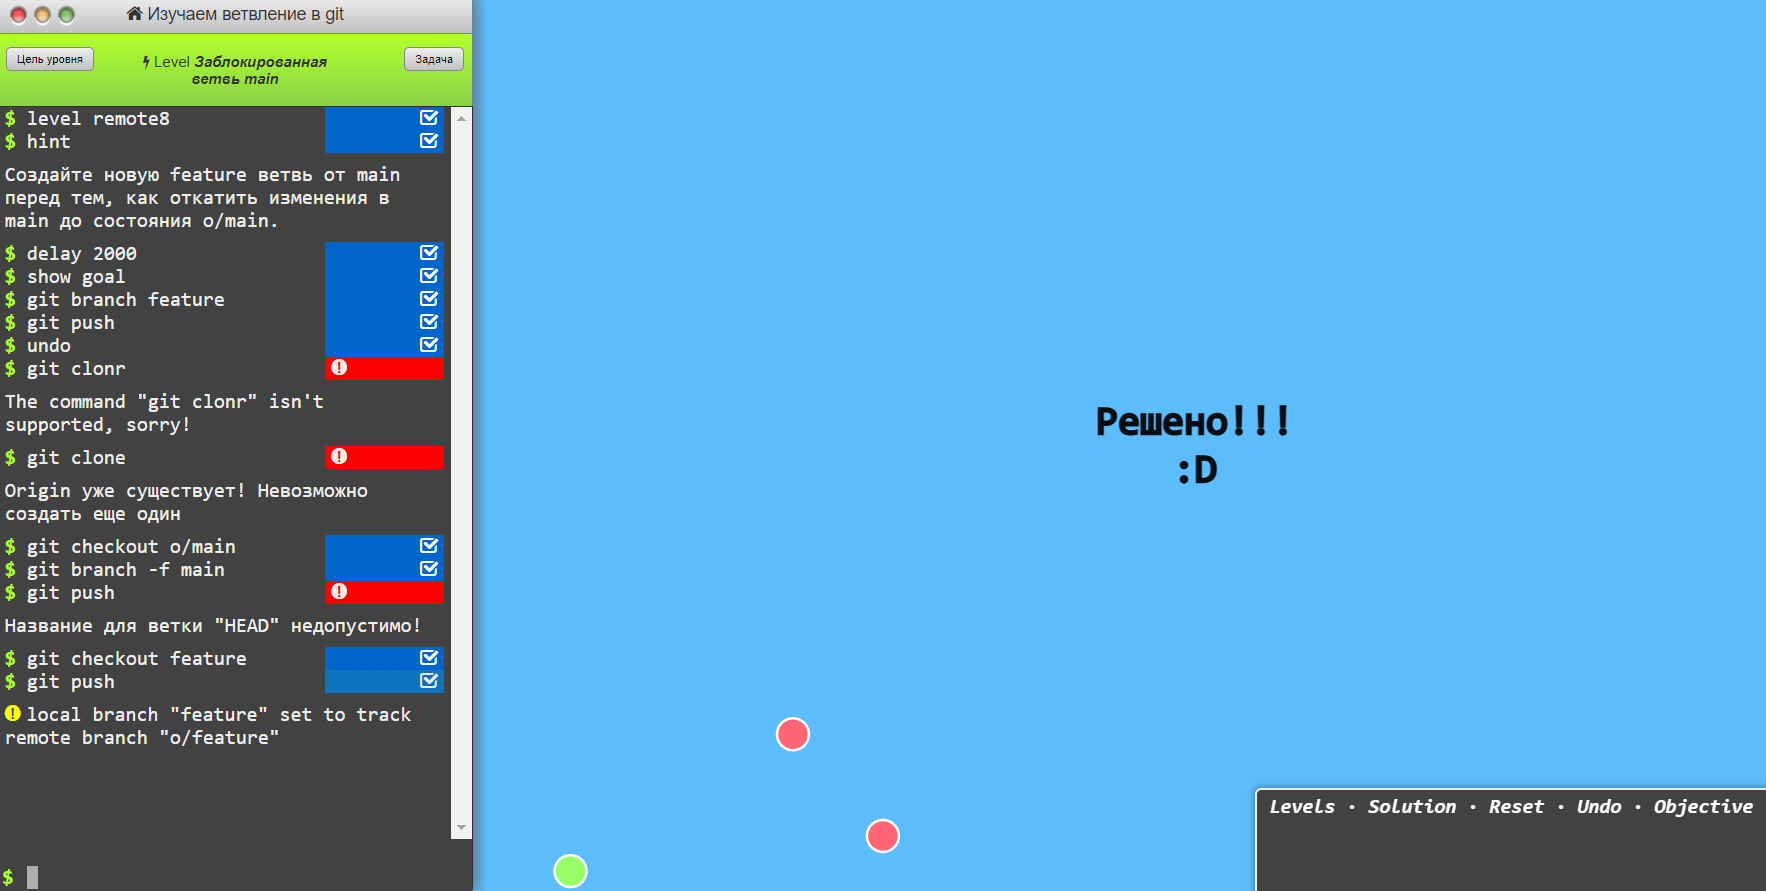 Изучаем ветвление в git
Цель уровня
Level Заблокированная
ветвь main
Задача
$ level remote8
$ hint
Создайте новую feature ветвь от main
перед тем, как откатить изменения в
main до состояния o/main.
$ delay 2000
$ show goal
$ git branch feature
$ git push
$ undo
$ git clonr
The command "git clonr" isn't
supported, sorry!
$ git clone
Origin уже существует! Невозможно
создать еще один
$ git checkout o/main
$ git branch -f main
$ git push
Название для ветки "HEAD" недопустимо!
$ git checkout feature
$ git push
local branch "feature" set to track
remote branch "o/feature"
$
Решено!!!
:D
Levels · Solution · Reset · Undo · Objective